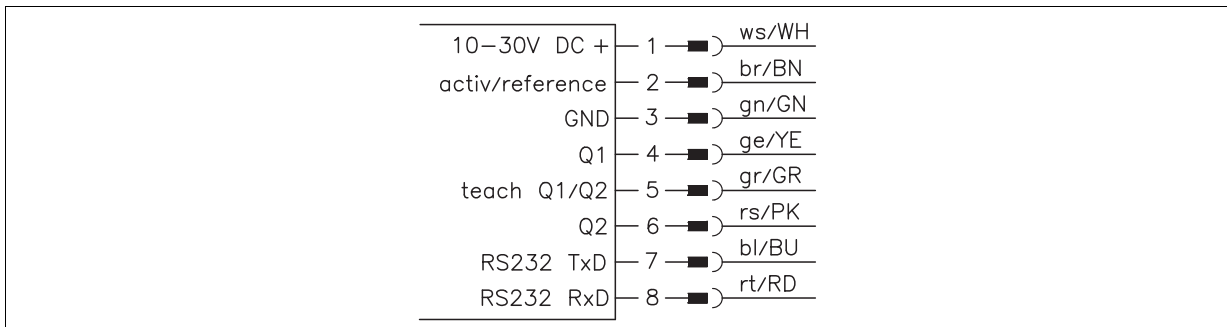 10-30V DC + 1 ws/WH
activ/reference 2 br/BN
GND 3 gn/GN
Q1 4 ge/YE
teach Q1/Q2 5 gr/GR
Q2 6 rs/PK
RS232 TxD 7 bl/BU
RS232 RxD 8 rt/RD